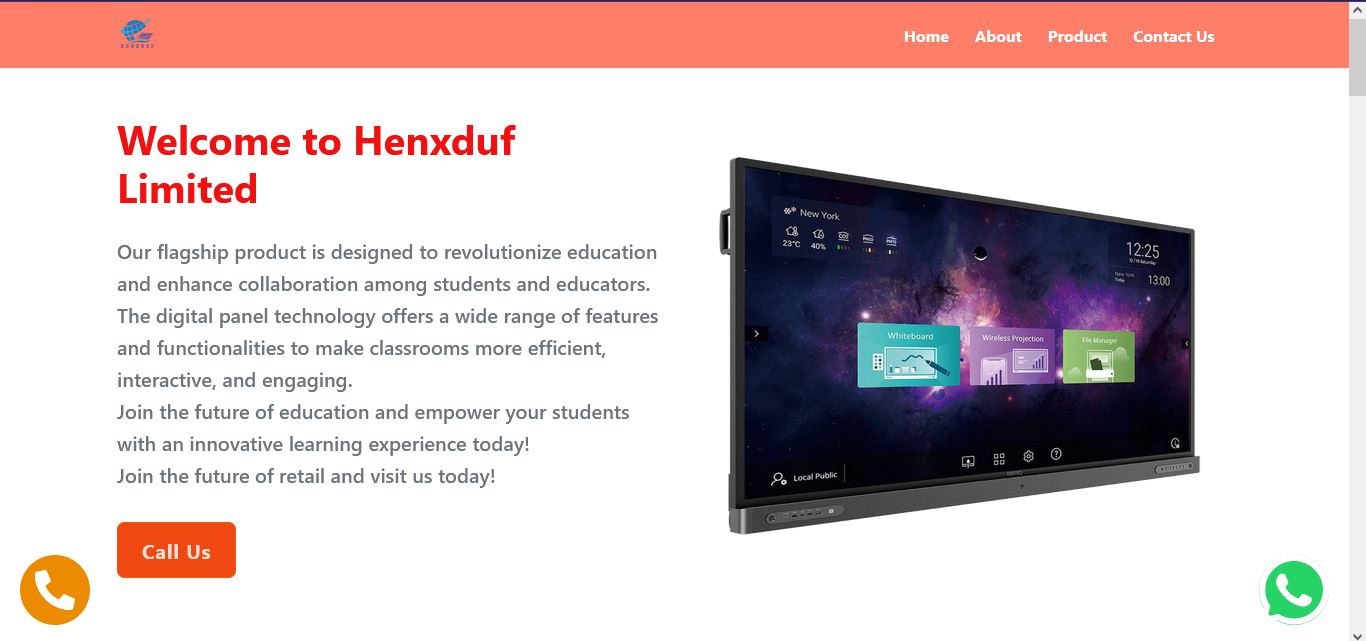 HENXDUF
Home
About
Product
Contact Us
Welcome to Henxduf
Limited
Our flagship product is designed to revolutionize education
and enhance collaboration among students and educators.
The digital panel technology offers a wide range of features
and functionalities to make classrooms more efficient,
interactive, and engaging.
Join the future of education and empower your students
with an innovative learning experience today!
Join the future of retail and visit us today!
Call Us
New York
23°C
40%
12:25
New York
Today
13:00
Whiteboard
Wireless Projection
File Manager
Local Public
BenQ